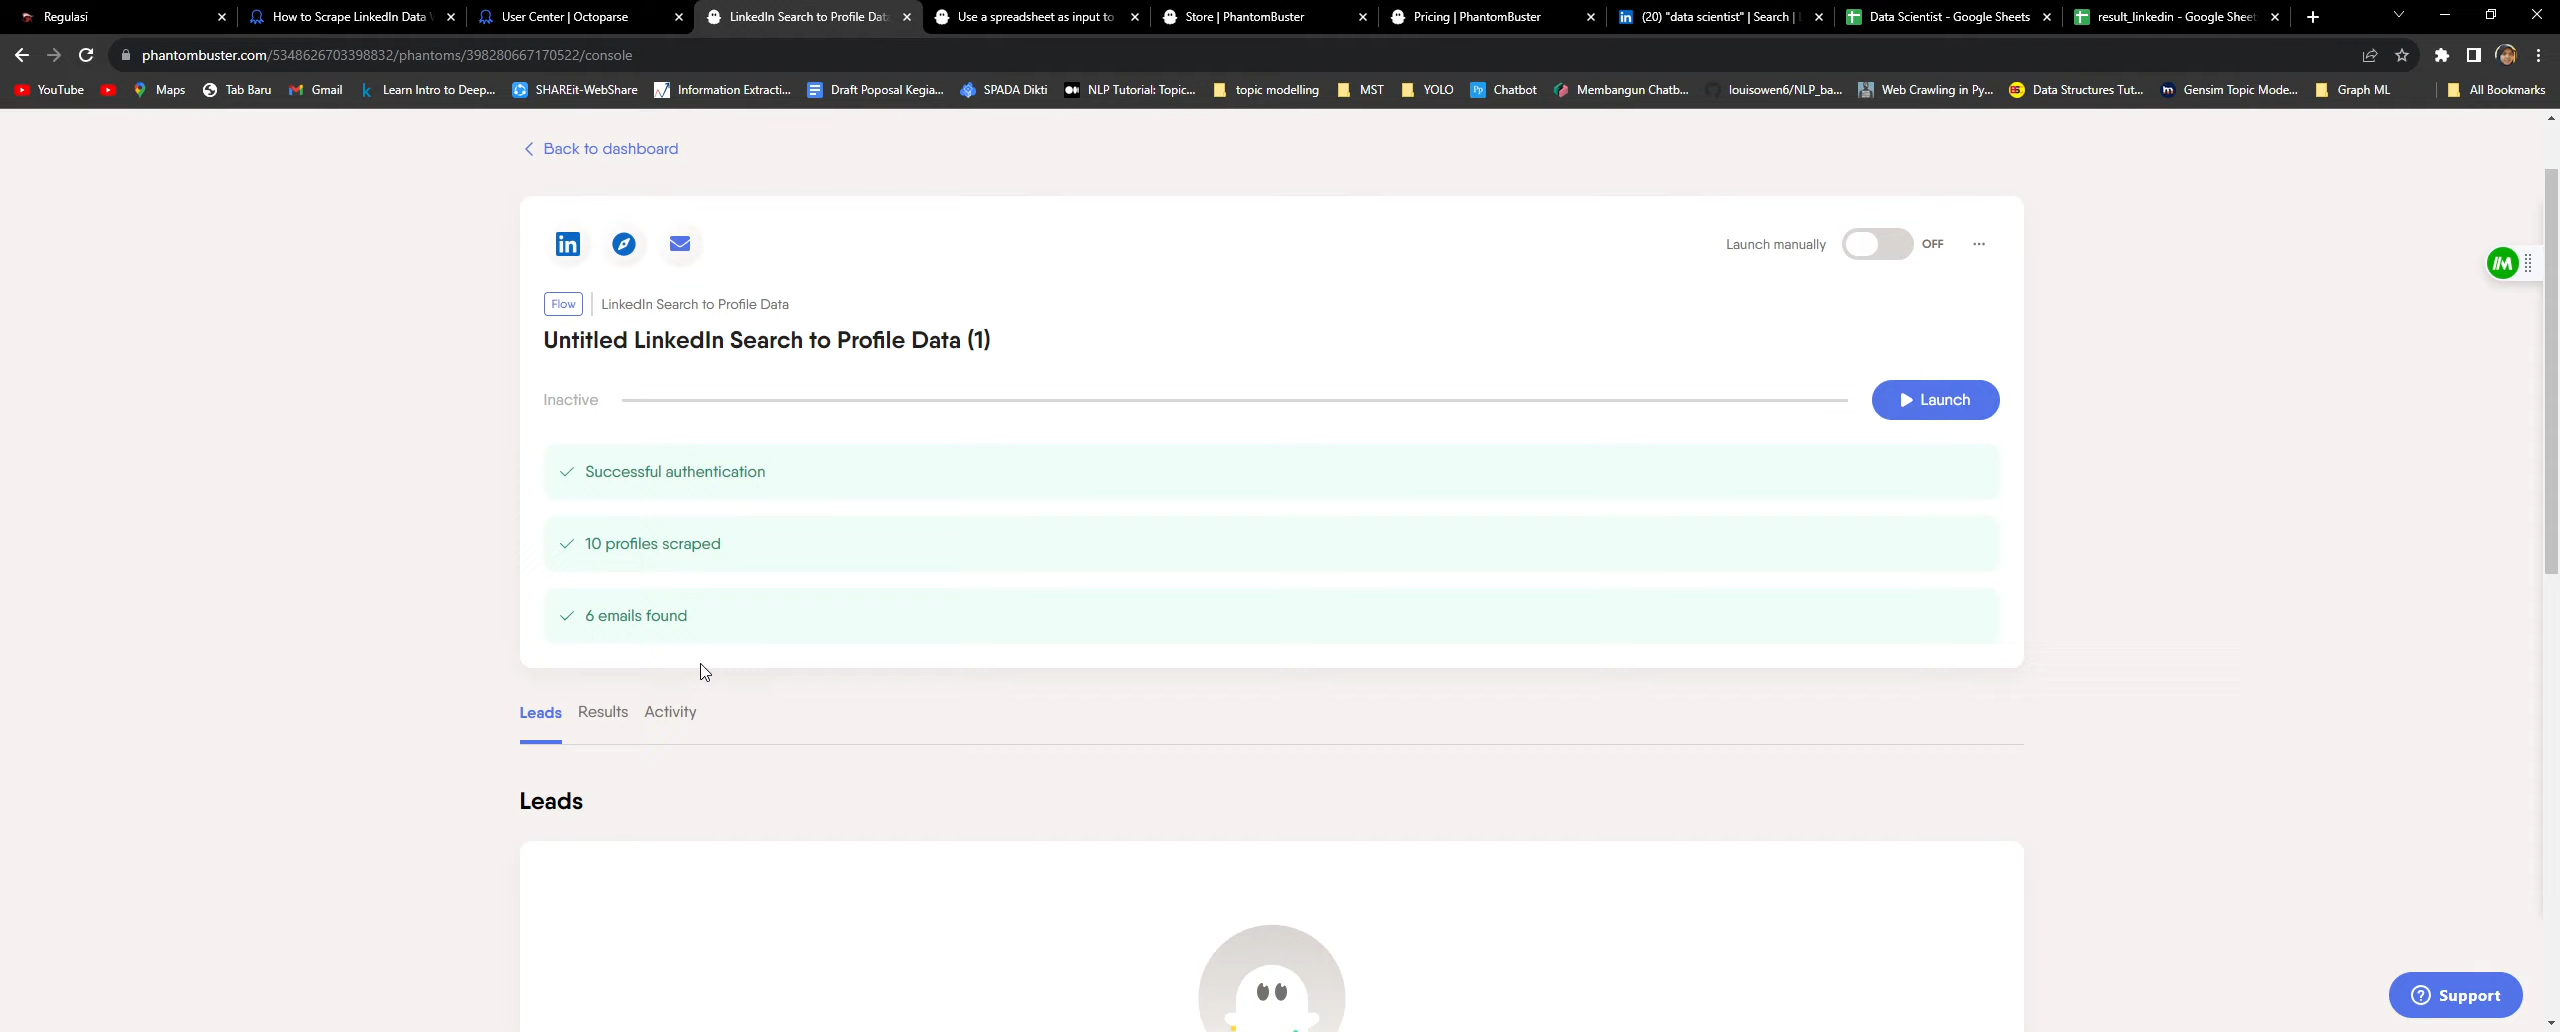 Regulasi
How to Scrape LinkedIn Data
User Center | Octoparse
LinkedIn Search to Profile Dat
Use a spreadsheet as input to
Store | PhantomBuster
Pricing | PhantomBuster
(20) "data scientist" | Search |
Data Scientist - Google Sheets
result_linkedin - Google Sheet
phantombuster.com/5348626703398832/phantoms/398280667170522/console
YouTube
Maps
Tab Baru
Gmail
Learn Intro to Deep...
SHAREit-WebShare
Information Extracti...
Draft Poposal Kegia...
SPADA Dikti
NLP Tutorial: Topic...
topic modelling
MST
YOLO
Chatbot
Membangun Chatb...
louisowen6/NLP_ba...
Web Crawling in Py...
Data Structures Tut...
Gensim Topic Mode...
Graph ML
All Bookmarks
Back to dashboard
in
Launch manually OFF
Flow LinkedIn Search to Profile Data
Untitled LinkedIn Search to Profile Data (1)
Inactive
Launch
Successful authentication
10 profiles scraped
6 emails found
Leads Results Activity
Leads
Support